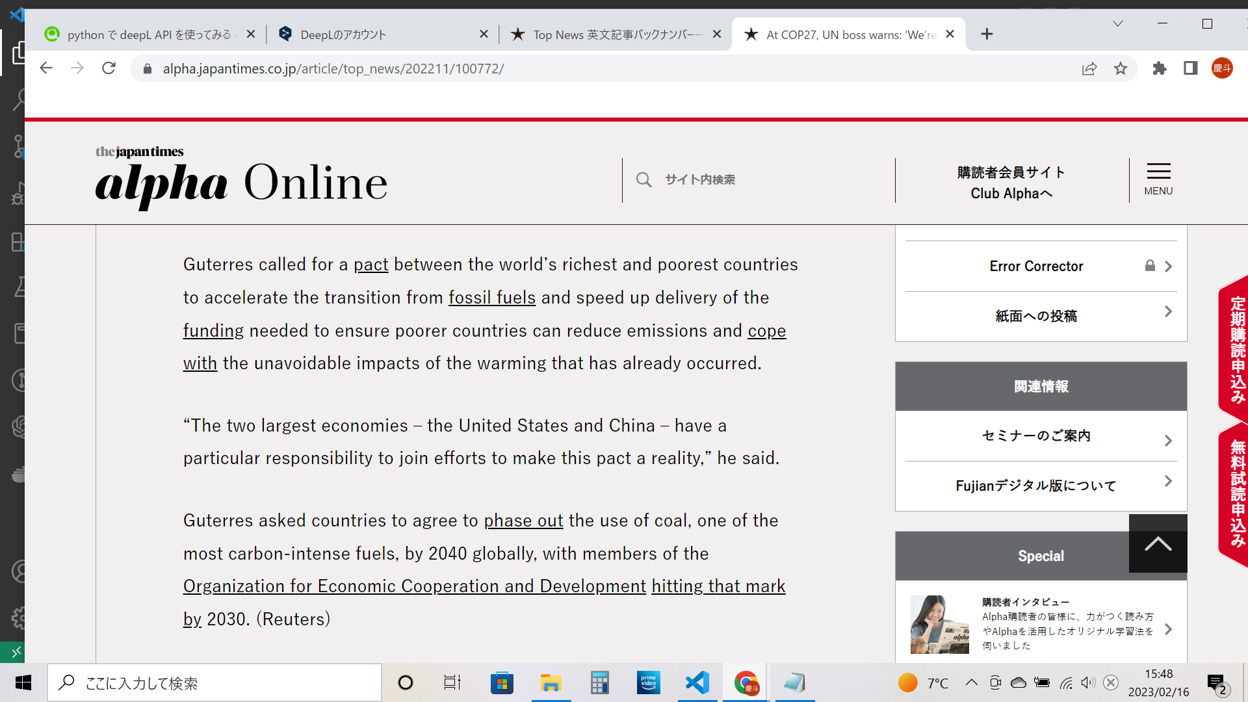 python で deepL API を使ってみる
DeepLのアカウント
Top News 英文記事バックナンバー
At COP27, UN boss warns: ‘We're
alpha.japantimes.co.jp/article/top_news/202211/100772/
慶斗
the japan times
alpha Online
サイト内検索
購読者会員サイト
Club Alphaへ
MENU
Guterres called for a pact between the world’s richest and poorest countries
to accelerate the transition from fossil fuels and speed up delivery of the
funding needed to ensure poorer countries can reduce emissions and cope
with the unavoidable impacts of the warming that has already occurred.
“The two largest economies – the United States and China – have a
particular responsibility to join efforts to make this pact a reality,” he said.
Guterres asked countries to agree to phase out the use of coal, one of the
most carbon-intense fuels, by 2040 globally, with members of the
Organization for Economic Cooperation and Development hitting that mark
by 2030. (Reuters)
Error Corrector
紙面への投稿
関連情報
セミナーのご案内
Fujianデジタル版について
Special
購読者インタビュー
Alpha購読者の皆様に、力がつく読み方
やAlphaを活用したオリジナル学習法を
伺いました
定期購読申込み
無料試読申込み
ここに入力して検索
prime video
慶斗
7°C
15:48
2023/02/16
2